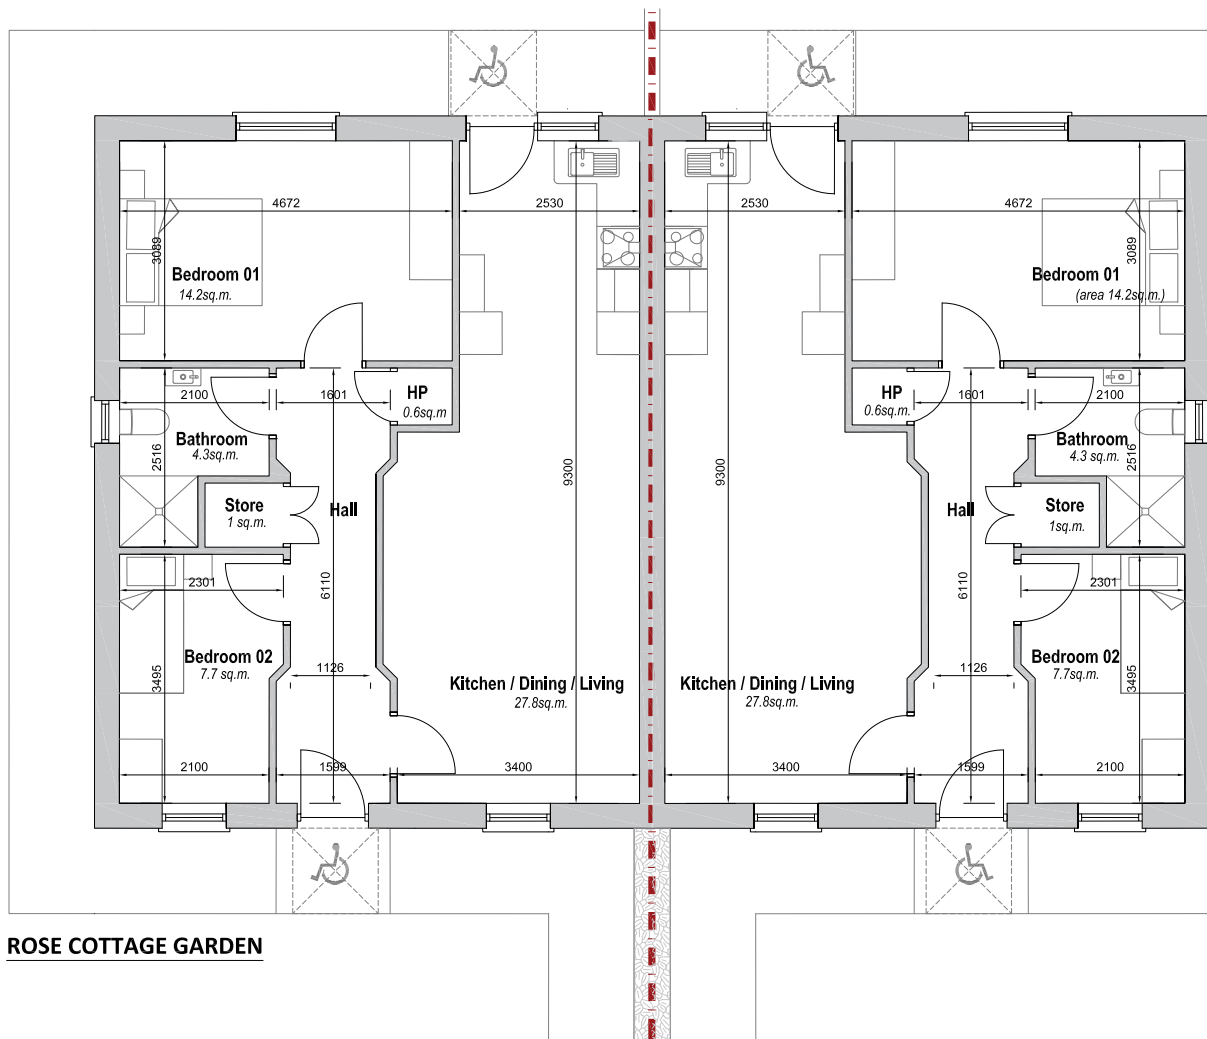 4672
2530
2530
4672
3089
3089
Bedroom 01
14.2sq.m.
Bedroom 01
(area 14.2sq.m.)
2100
1601
HP
0.6sq.m
HP
0.6sq.m.
1601
2100
Bathroom
4.3sq.m.
2516
9300
9300
Bathroom
4.3 sq.m.
2516
Store
1 sq.m.
Hall
Hall
Store
1sq.m.
2301
6110
6110
2301
Bedroom 02
7.7 sq.m.
3495
1126
Kitchen / Dining / Living
27.8sq.m.
Kitchen / Dining / Living
27.8sq.m.
1126
Bedroom 02
7.7sq.m.
3495
2100
1599
3400
3400
1599
2100
ROSE COTTAGE GARDEN